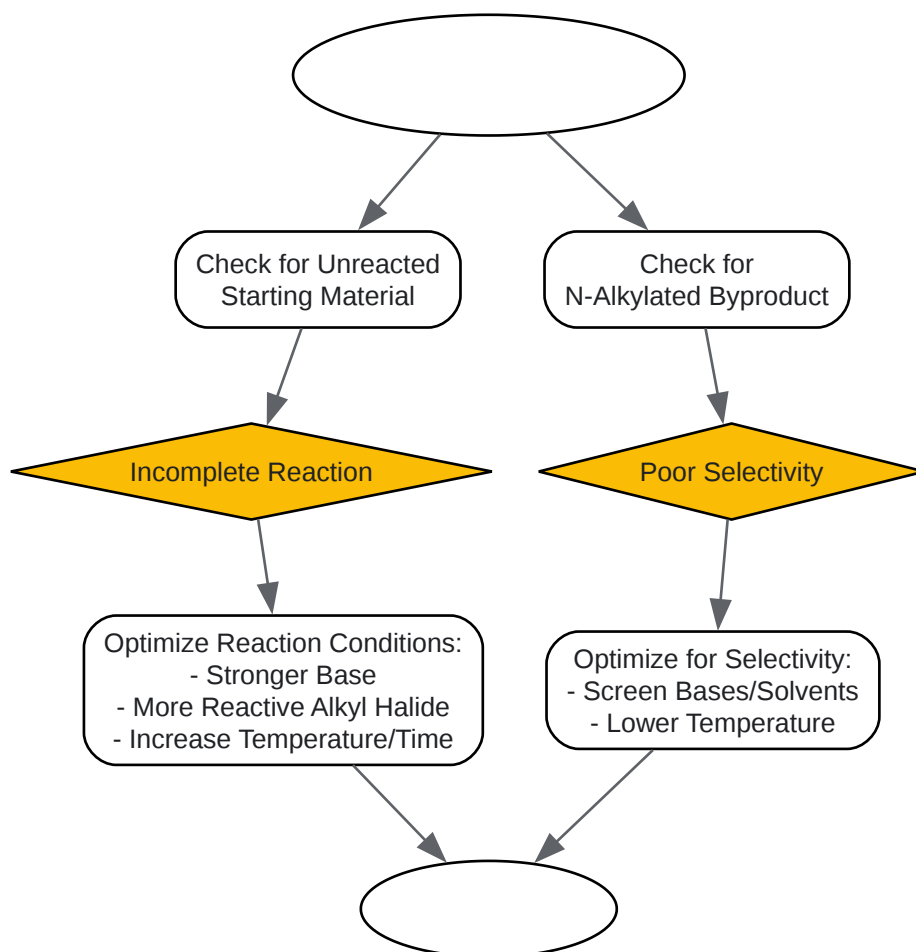 Check for Unreacted
Starting Material
Check for
N-Alkylated Byproduct
Incomplete Reaction
Poor Selectivity
Optimize Reaction Conditions:
- Stronger Base
- More Reactive Alkyl Halide
- Increase Temperature/Time
Optimize for Selectivity:
- Screen Bases/Solvents
- Lower Temperature